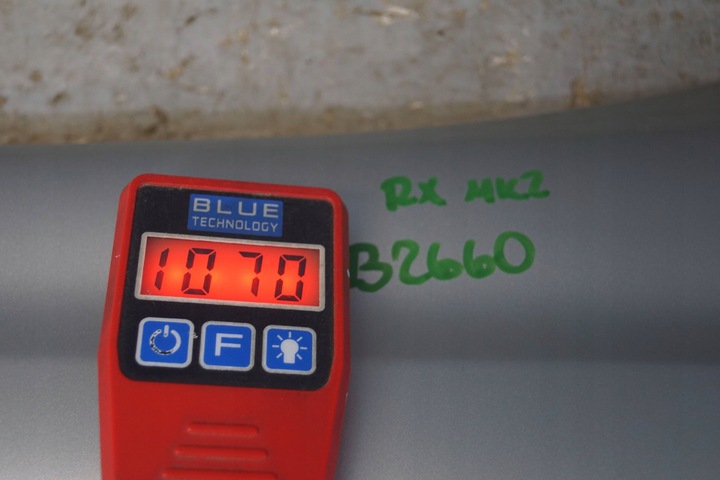 RX MK2
B2660
BLUE
TECHNOLOGY
1070
F